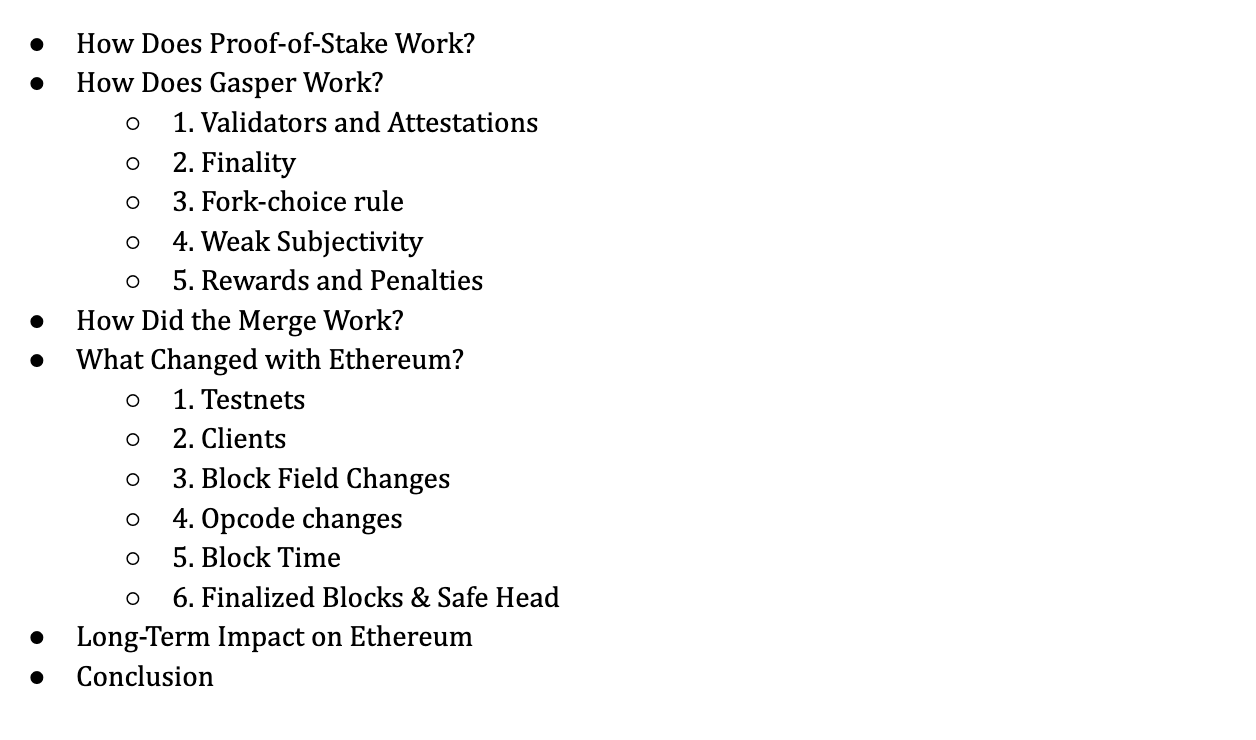 ● How Does Proof-of-Stake Work?
● How Does Gasper Work?
○ 1. Validators and Attestations
○ 2. Finality
○ 3. Fork-choice rule
○ 4. Weak Subjectivity
○ 5. Rewards and Penalties
● How Did the Merge Work?
● What Changed with Ethereum?
○ 1. Testnets
○ 2. Clients
○ 3. Block Field Changes
○ 4. Opcode changes
○ 5. Block Time
○ 6. Finalized Blocks & Safe Head
● Long-Term Impact on Ethereum
● Conclusion